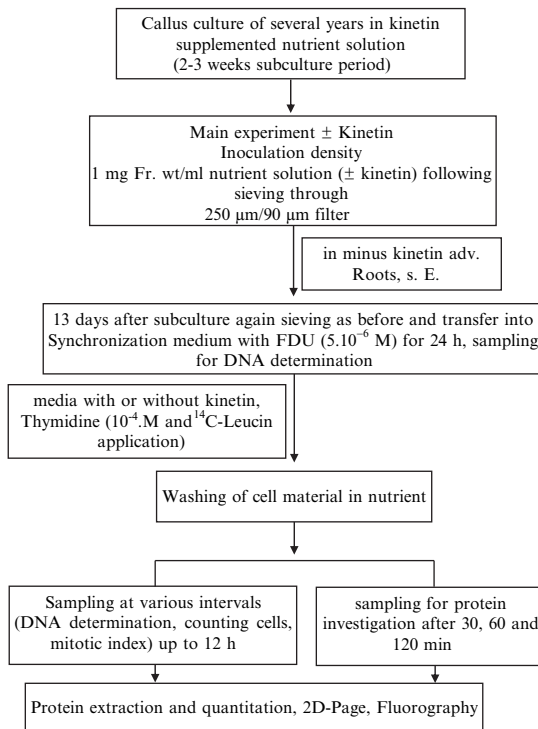 Callus culture of several years in kinetin
supplemented nutrient solution
(2-3 weeks subculture period)
Main experiment ± Kinetin
Inoculation density
1 mg Fr. wt/ml nutrient solution (± kinetin) following
sieving through
250 μm/90 μm filter
in minus kinetin adv.
Roots, s. E.
13 days after subculture again sieving as before and transfer into
Synchronization medium with FDU (5.10⁻⁶ M) for 24 h, sampling
for DNA determination
media with or without kinetin,
Thymidine (10⁻⁴.M and¹⁴C-Leucin
application)
Washing of cell material in nutrient
Sampling at various intervals
(DNA determination, counting cells,
mitotic index) up to 12 h
sampling for protein
investigation after 30, 60 and
120 min
Protein extraction and quantitation, 2D-Page, Fluorography